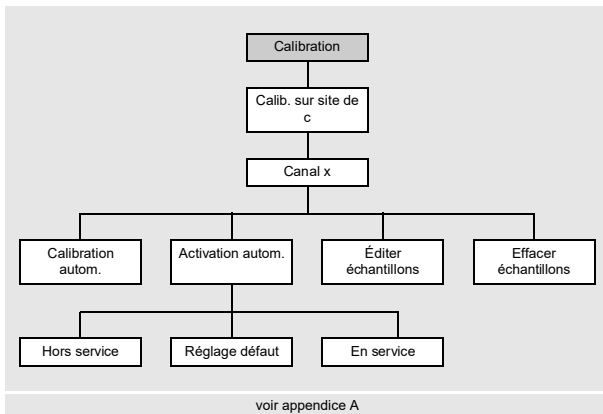 Calibration
Calib. sur site de
c
Canal x
Calibration
autom.
Activation autom.
Éditer
échantillons
Effacer
échantillons
Hors service
Réglage défaut
En service
voir appendice A